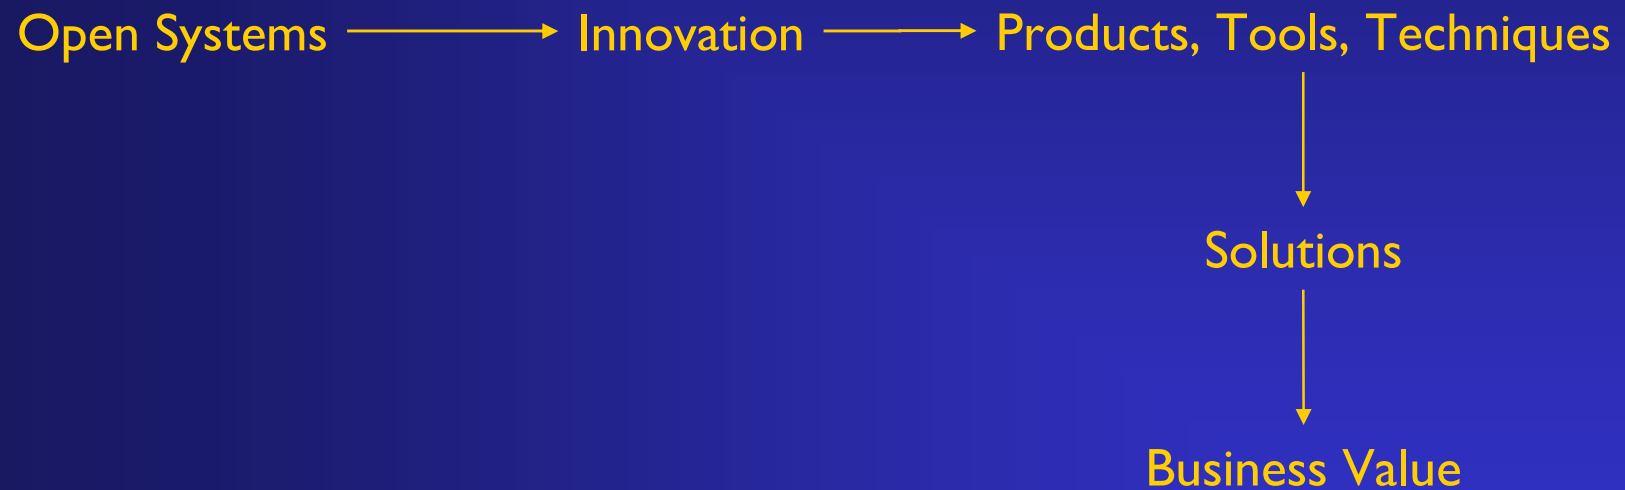 Open Systems
Innovation
Products, Tools, Techniques
Solutions
Business Value